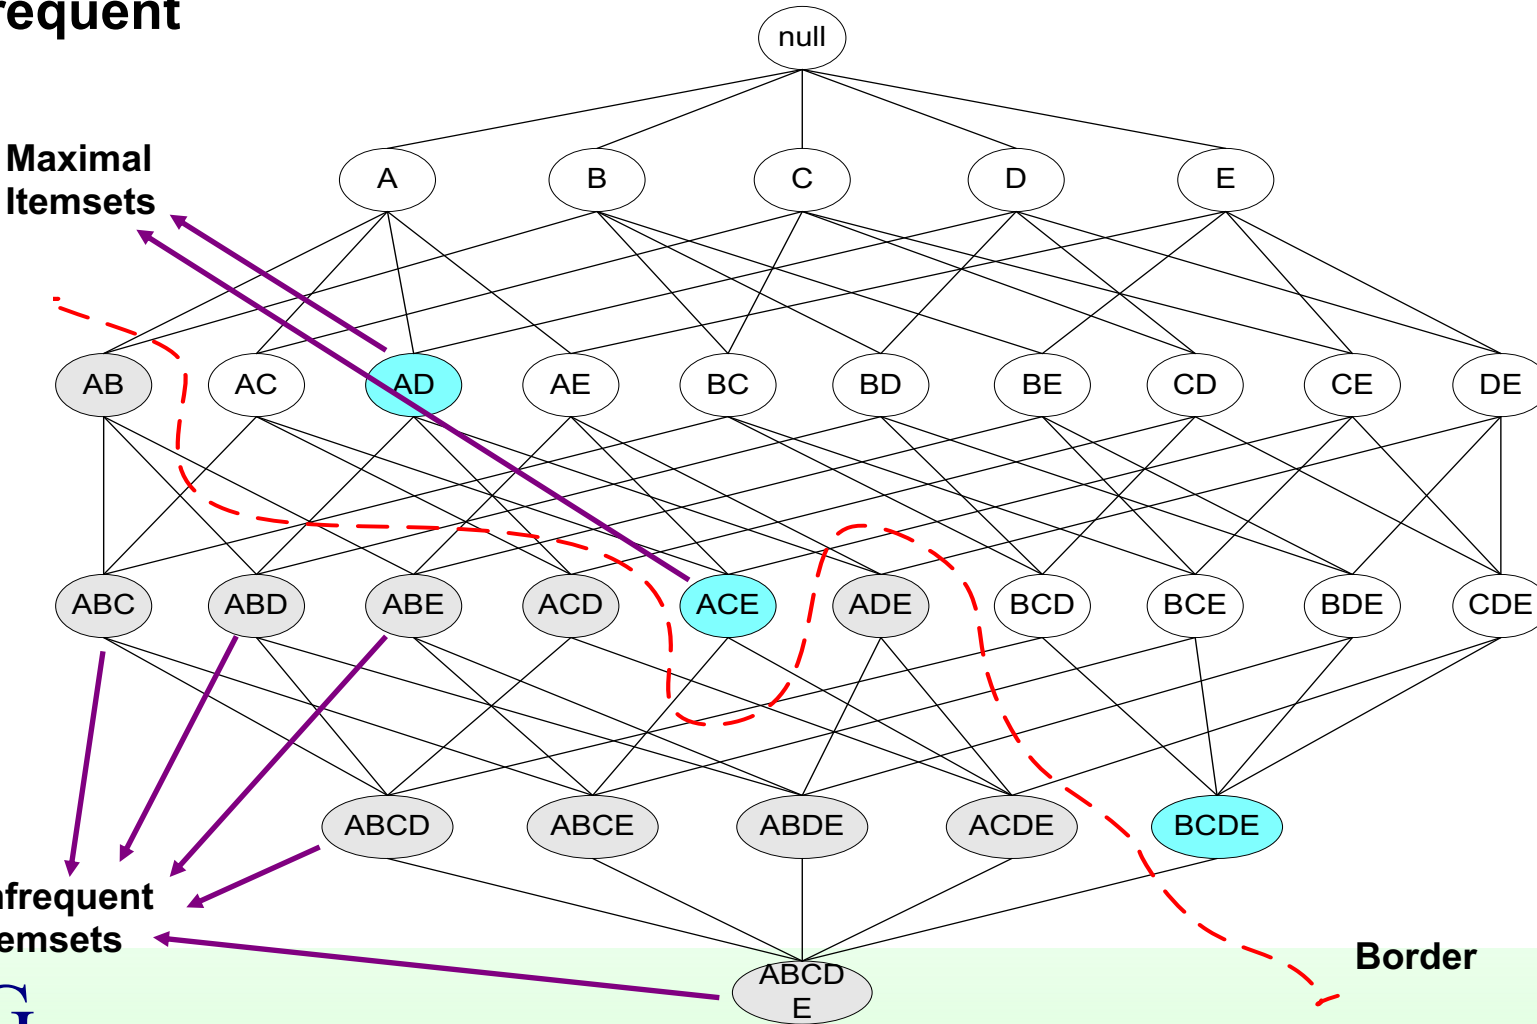 requent
null
Maximal
Itemsets
A B C D E
AB AC AD AE BC BD BE CD CE DE
ABC ABD ABE ACD ACE ADE BCD BCE BDE CDE
ABCD ABCE ABDE ACDE BCDE
nfrequent
emsets
Border
ABCD
E
G